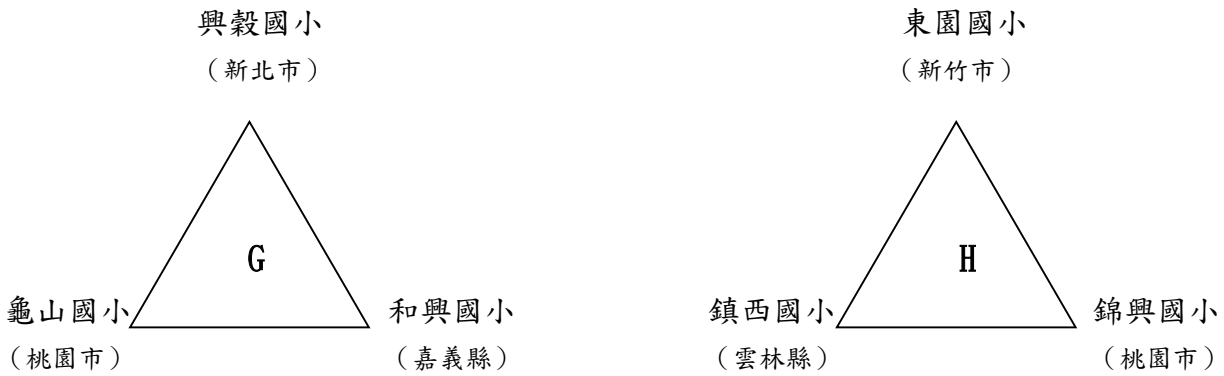 興穀國小
（新北市）
G
龜山國小
（桃園市）
和興國小
（嘉義縣）
東園國小
（新竹市）
H
鎮西國小
（雲林縣）
錦興國小
（桃園市）